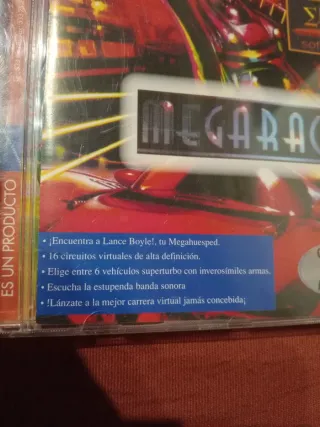 MEGARAC
• ¡Encuentra a Lance Boyle!, tu Megahuesped.
• 16 circuitos virtuales de alta definición.
• Elige entre 6 vehículos superturbo con inverosímiles armas.
• Escucha la estupenda banda sonora
• !Lánzate a la mejor carrera virtual jamás concebida¡
ES UN PRODUCTO